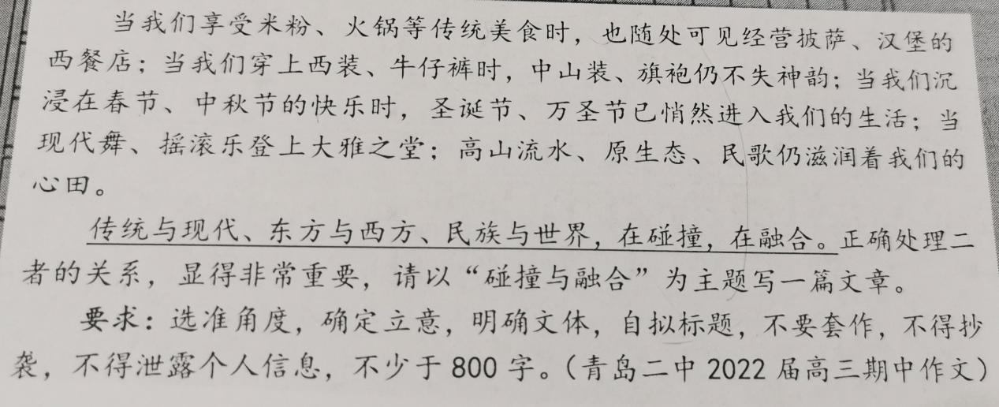 当我们享受米粉、火锅等传统美食时，也随处可见经营披萨、汉堡的
西餐店；当我们穿上西装、牛仔裤时，中山装、旗袍仍不失神韵；当我们沉
浸在春节、中秋节的快乐时，圣诞节、万圣节已悄然进入我们的生活；当
现代舞、摇滚乐登上大雅之堂；高山流水、原生态、民歌仍滋润着我们的
心田。
传统与现代、东方与西方、民族与世界，在碰撞，在融合。正确处理二
者的关系，显得非常重要，请以“碰撞与融合”为主题写一篇文章。
要求：选准角度，确定立意，明确文体，自拟标题，不要套作，不得抄
袭，不得泄露个人信息，不少于 800 字。（青岛二中 2022 届高三期中作文）